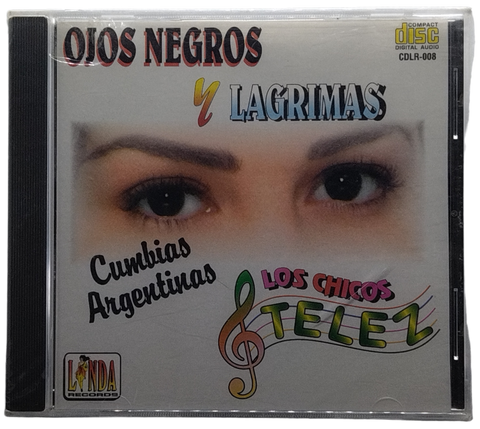 OJOS NEGROS
Y LAGRIMAS
COMPACT
disc
DIGITAL AUDIO
CDLR-008
Cumbias
Argentinas
LOS CHICOS
TELEZ
LINDA
RECORDS